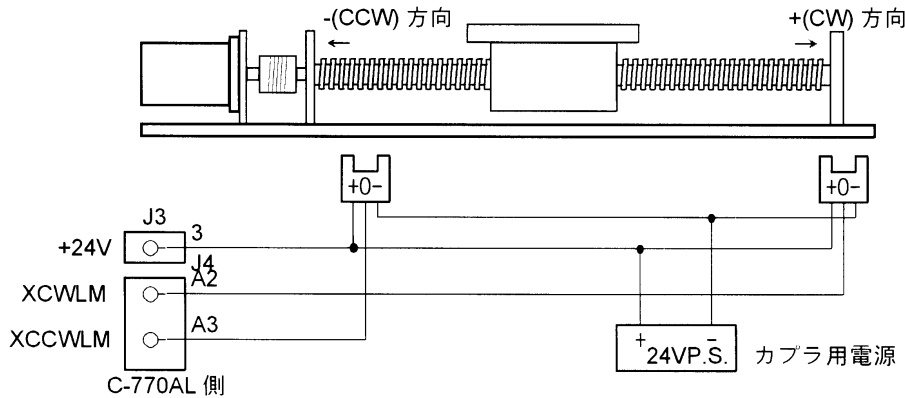 -(CCW) 方向
+(CW) 方向
+0-
+0-
J3
+24V
3
J4
A2
XCWLM
A3
XCCWLM
+ -
24VP.S.
カプラ用電源
C-770AL 側